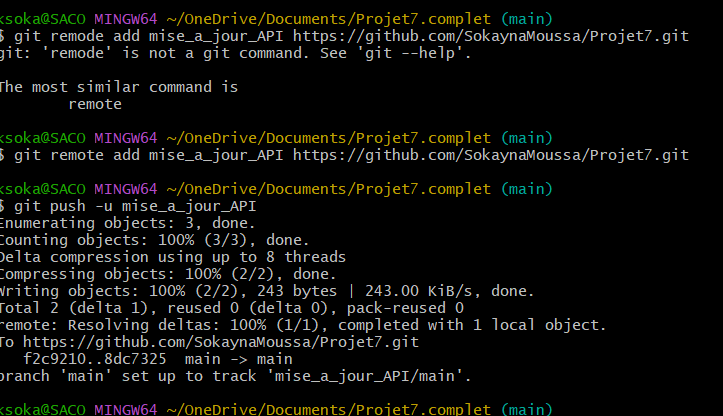 ksoka@SACO MINGW64 ~/OneDrive/Documents/Projet7.complet (main)
$ git remode add mise_a_jour_API https://github.com/SokaynaMoussa/Projet7.git
git: 'remode' is not a git command. See 'git --help'.
The most similar command is
remote
ksoka@SACO MINGW64 ~/OneDrive/Documents/Projet7.complet (main)
$ git remote add mise_a_jour_API https://github.com/SokaynaMoussa/Projet7.git
ksoka@SACO MINGW64 ~/OneDrive/Documents/Projet7.complet (main)
$ git push -u mise_a_jour_API
Enumerating objects: 3, done.
Counting objects: 100% (3/3), done.
Delta compression using up to 8 threads
Compressing objects: 100% (2/2), done.
Writing objects: 100% (2/2), 243 bytes | 243.00 KiB/s, done.
Total 2 (delta 1), reused 0 (delta 0), pack-reused 0
remote: Resolving deltas: 100% (1/1), completed with 1 local object.
To https://github.com/SokaynaMoussa/Projet7.git
f2c9210..8dc7325  main -> main
branch 'main' set up to track 'mise_a_jour_API/main'.
ksoka@SACO MINGW64 ~/OneDrive/Documents/Projet7.complet (main)